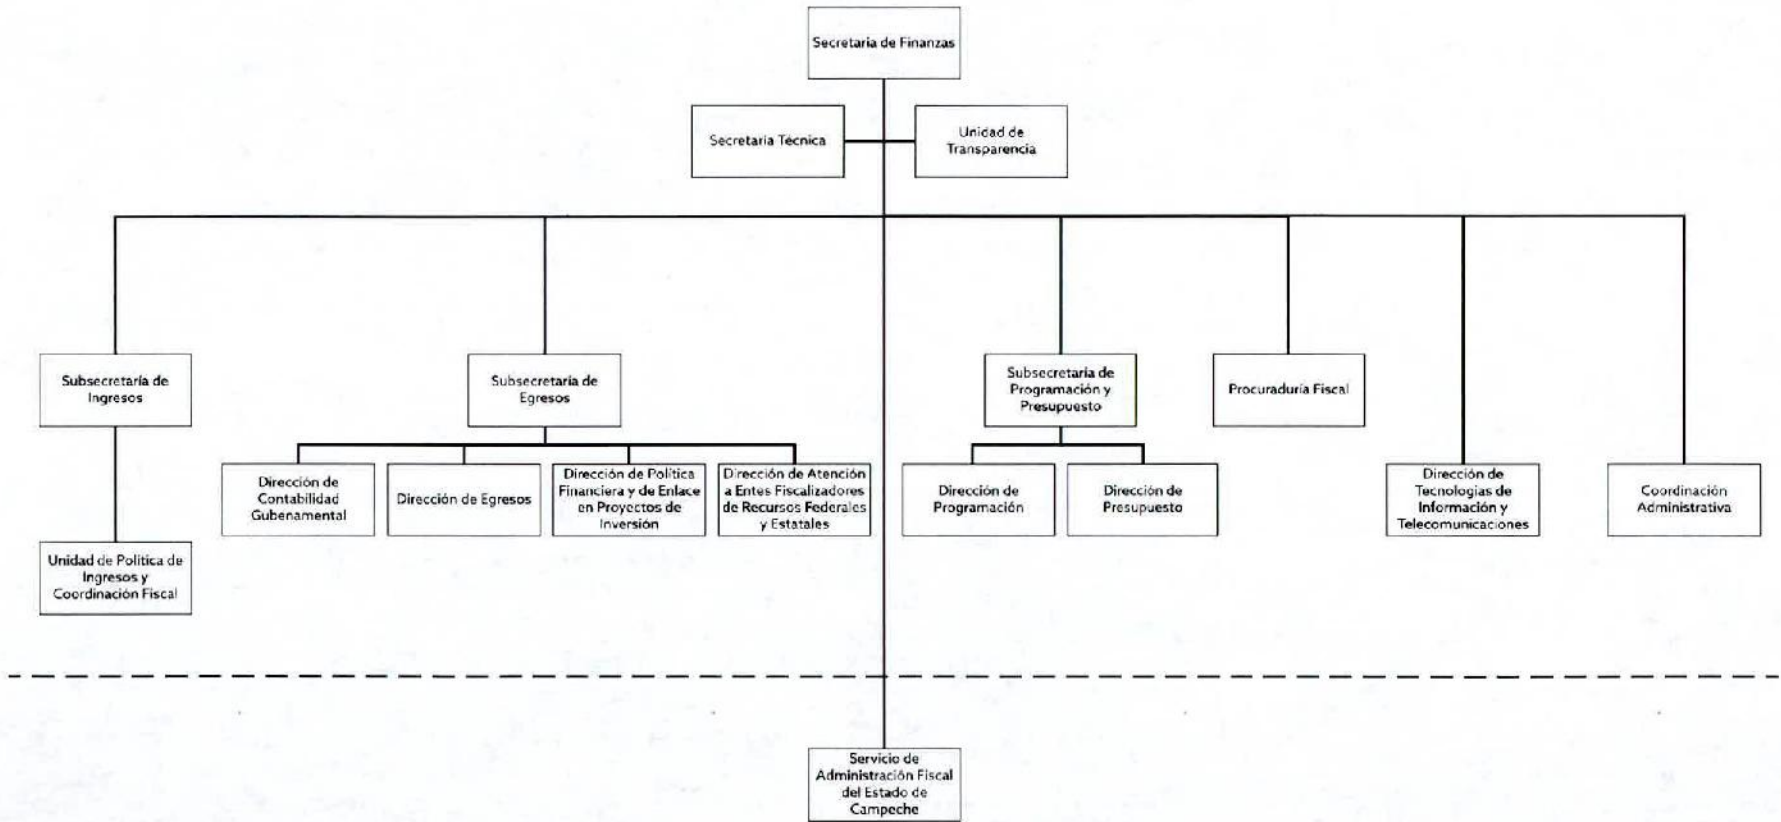 Secretaria de Finanzas
Secretaría Técnica
Unidad de
Transparencia
Subsecretaría de
Ingresos
Subsecretaría de
Egresos
Subsecretaría de
Programación y
Presupuesto
Procuraduría Fiscal
Dirección de
Contabilidad
Gubenamental
Dirección de Egresos
Dirección de Política
Financiera y de Enlace
en Proyectos de
Inversión
Dirección de Atención
a Entes Fiscalizadores
de Recursos Federales
y Estatales
Dirección de
Programación
Dirección de
Presupuesto
Dirección de
Tecnologías de
Información y
Telecomunicaciones
Coordinación
Administrativa
Unidad de Política de
Ingresos y
Coordinación Fiscal
Servicio de
Administración Fiscal
del Estado de
Campeche